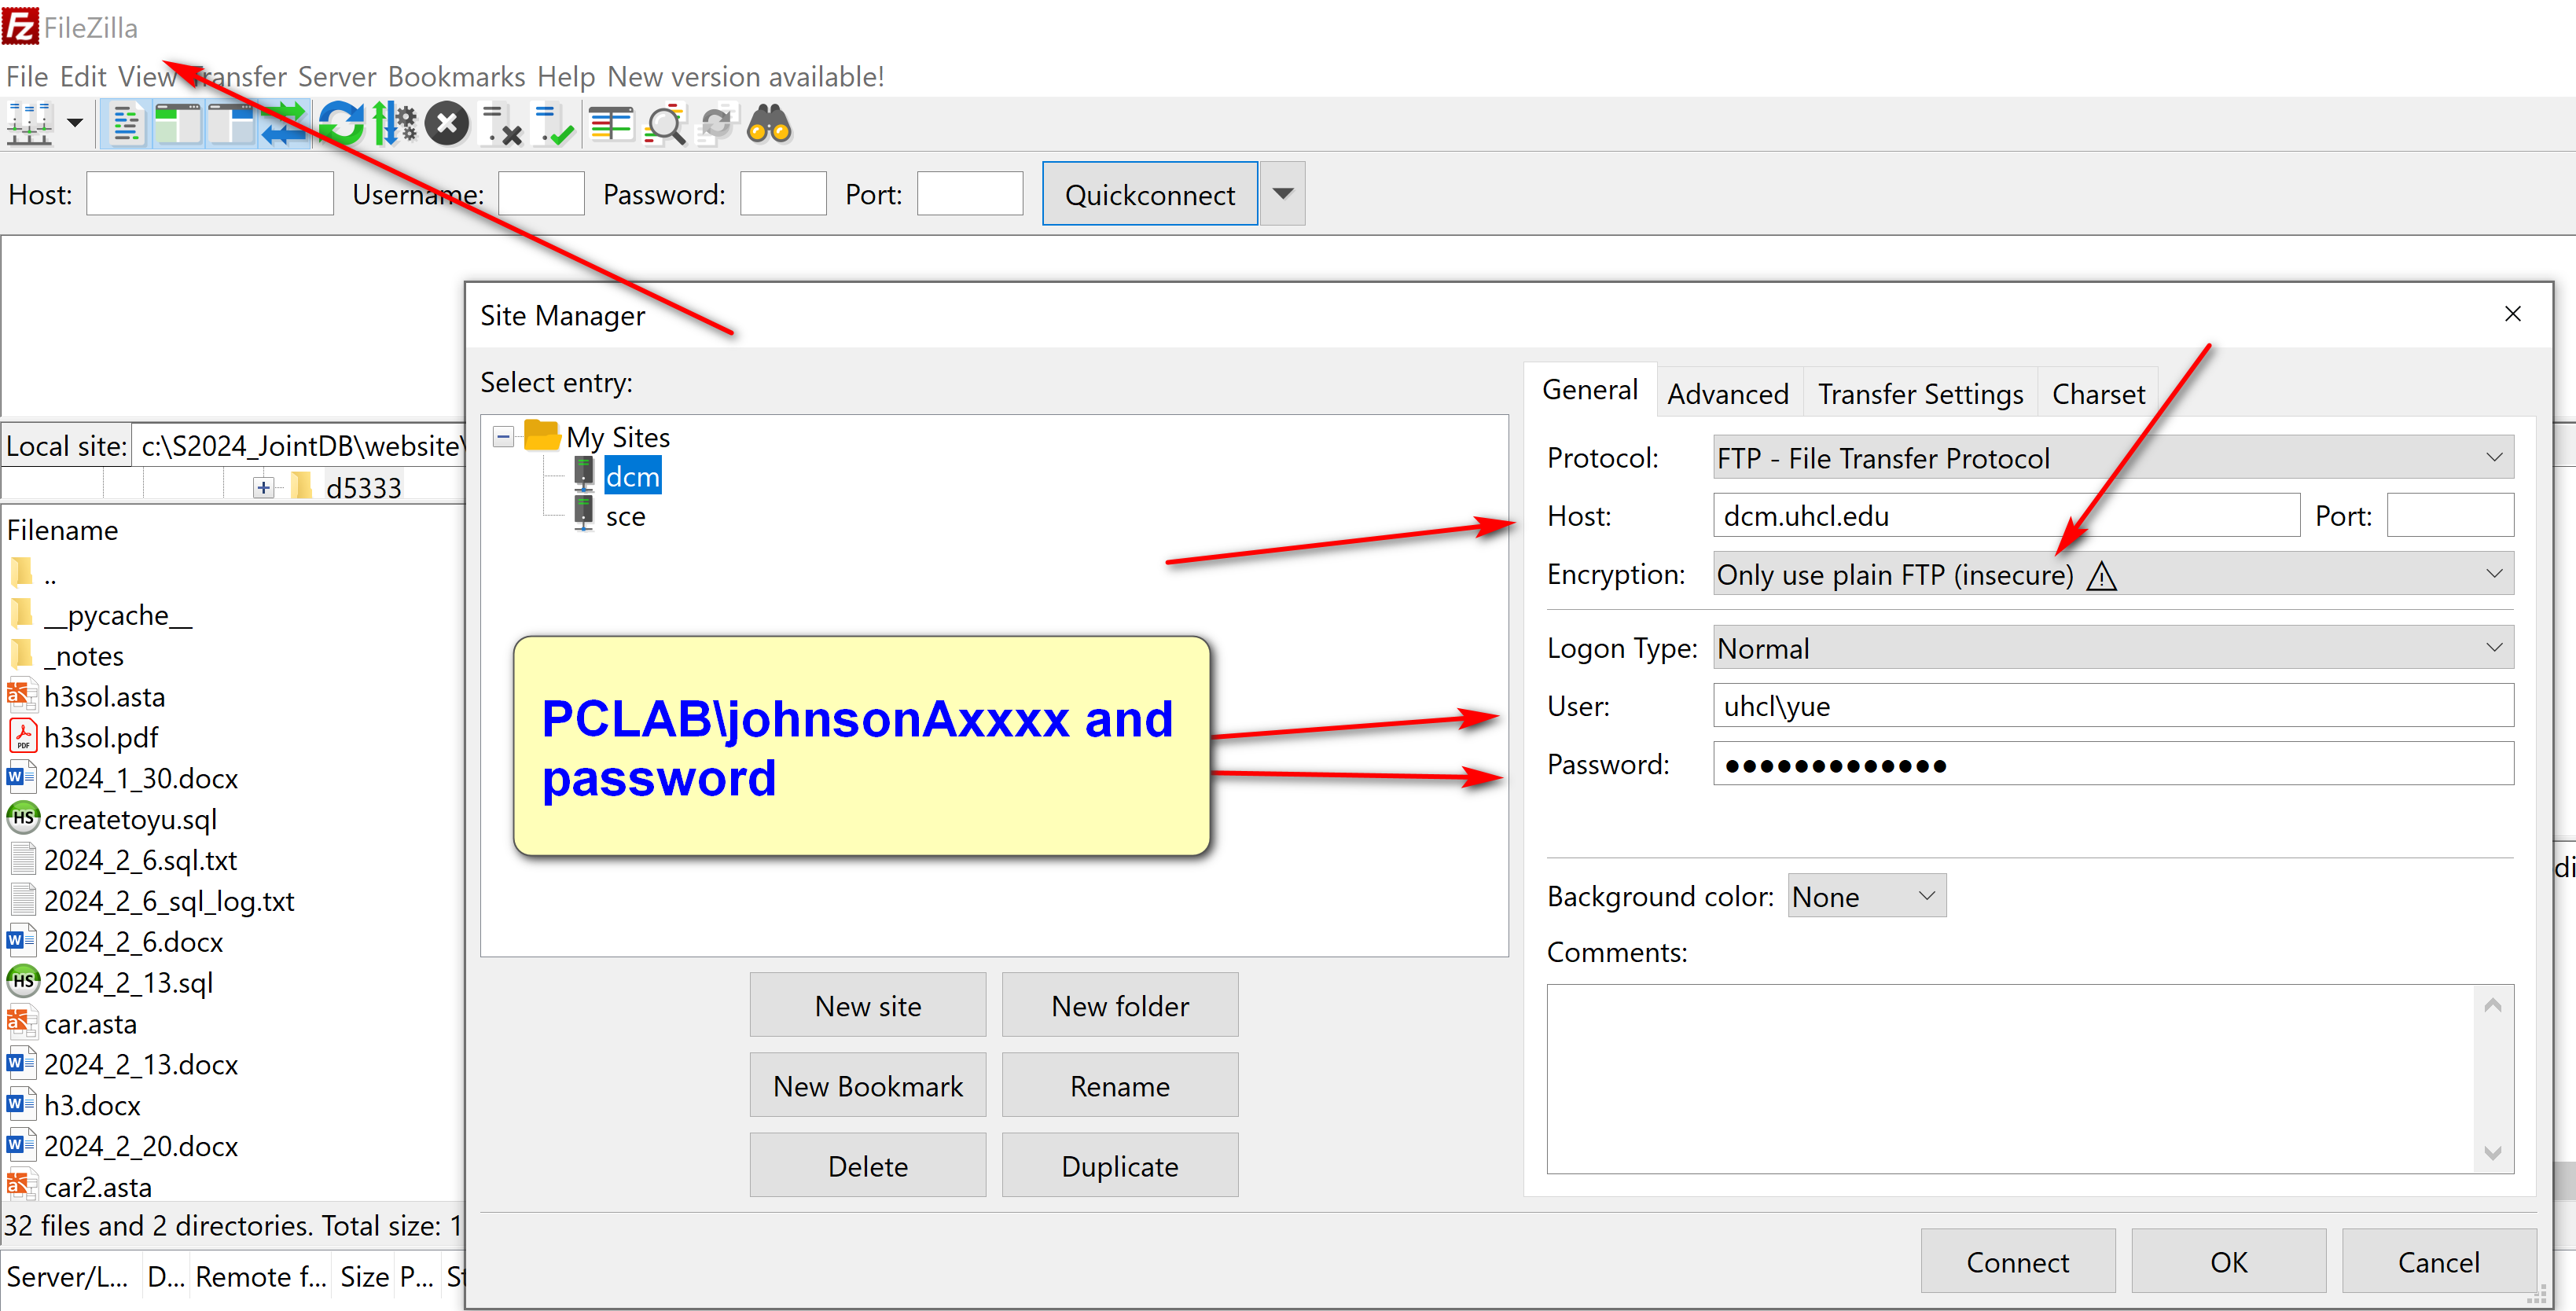 FileZilla
File Edit View Transfer Server Bookmarks Help New version available!
Host: Username: Password: Port: Quickconnect
Site Manager
Select entry:
My Sites
dcm
sce
PCLAB\johnsonAxxxx and
password
New site New folder
New Bookmark Rename
Delete Duplicate
General Advanced Transfer Settings Charset
Protocol: FTP - File Transfer Protocol
Host: dcm.uhcl.edu Port:
Encryption: Only use plain FTP (insecure)
Logon Type: Normal
User: uhcl\yue
Password: ●●●●●●●●●●●●●
Background color: None
Comments:
Connect OK Cancel
Local site: c:\S2024_JointDB\website\
d5333
Filename
..
__pycache__
_notes
h3sol.asta
h3sol.pdf
2024_1_30.docx
createtoyu.sql
2024_2_6.sql.txt
2024_2_6_sql_log.txt
2024_2_6.docx
2024_2_13.sql
car.asta
2024_2_13.docx
h3.docx
2024_2_20.docx
car2.asta
32 files and 2 directories. Total size: 1
Server/L... D... Remote f... Size P... St
di